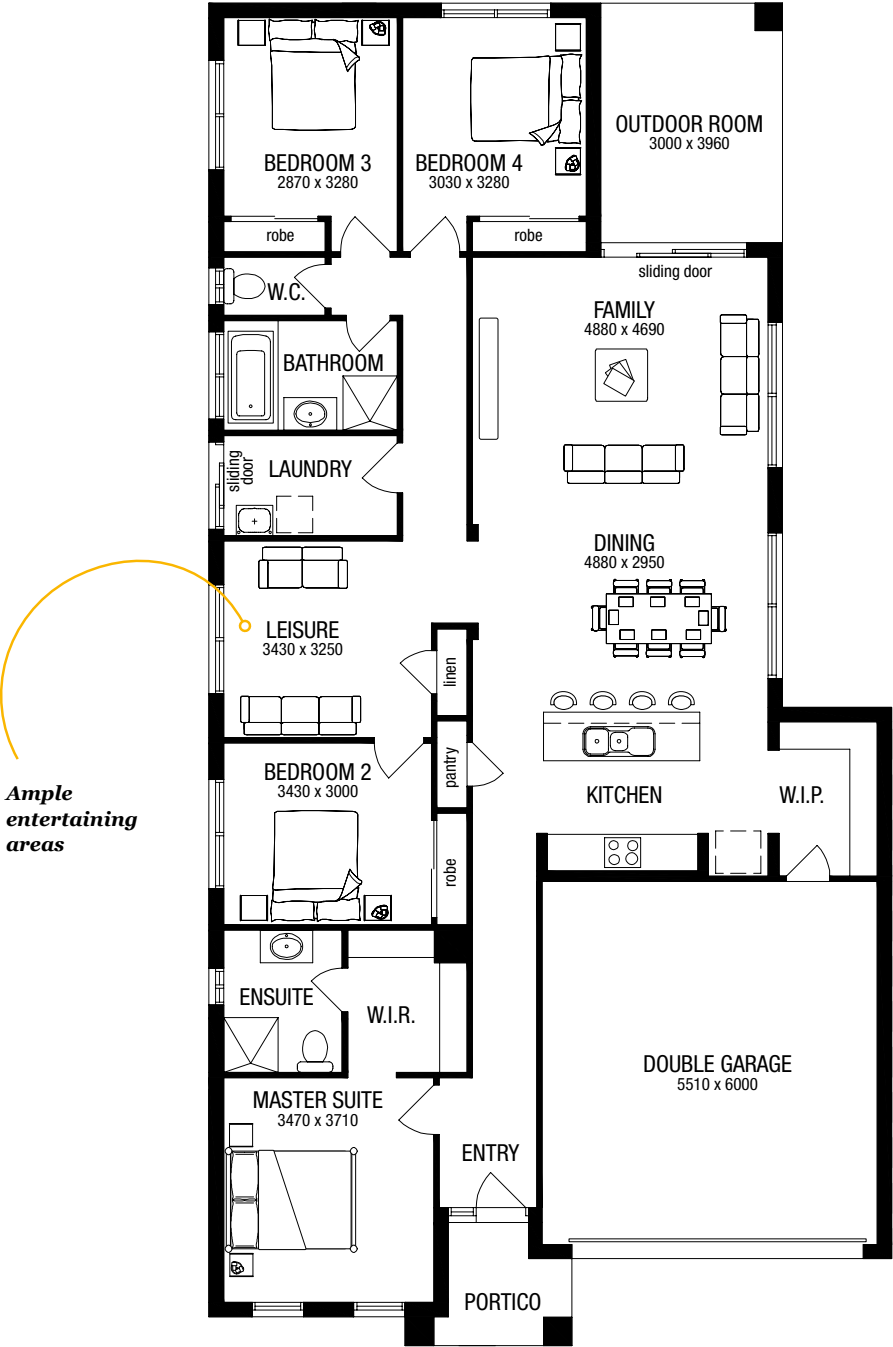 BEDROOM 3
2870 x 3280
BEDROOM 4
3030 x 3280
OUTDOOR ROOM
3000 x 3960
robe
robe
sliding door
W.C.
FAMILY
4880 x 4690
BATHROOM
sliding
door
LAUNDRY
DINING
4880 x 2950
LEISURE
3430 x 3250
linen
Ample
entertaining
areas
pantry
BEDROOM 2
3430 x 3000
KITCHEN
W.I.P.
robe
ENSUITE
W.I.R.
DOUBLE GARAGE
5510 x 6000
MASTER SUITE
3470 x 3710
ENTRY
PORTICO